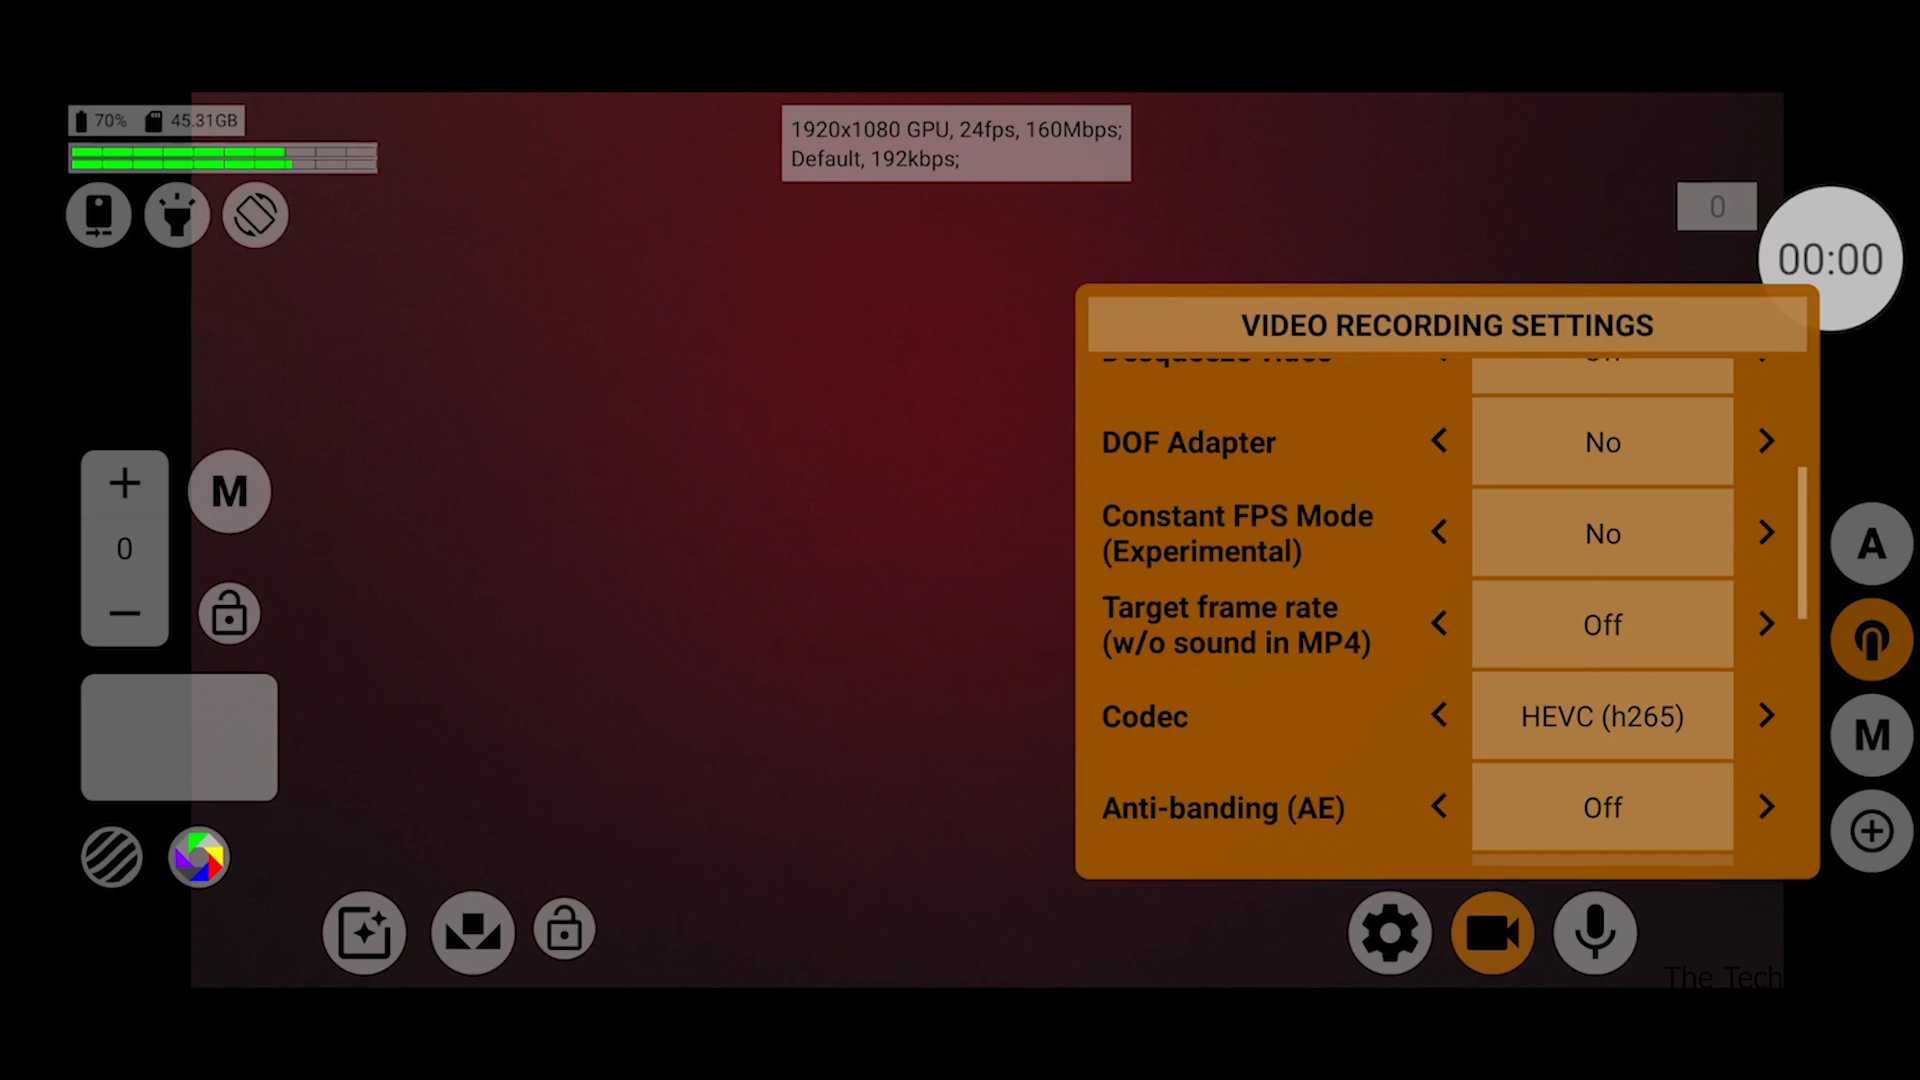 70% 45.31GB
1920x1080 GPU, 24fps, 160Mbps;
Default, 192kbps;
0
00:00
VIDEO RECORDING SETTINGS
DOF Adapter No
Constant FPS Mode
(Experimental) No
Target frame rate
(w/o sound in MP4) Off
Codec HEVC (h265)
Anti-banding (AE) Off
+
0
−
M
A
M
The Tech